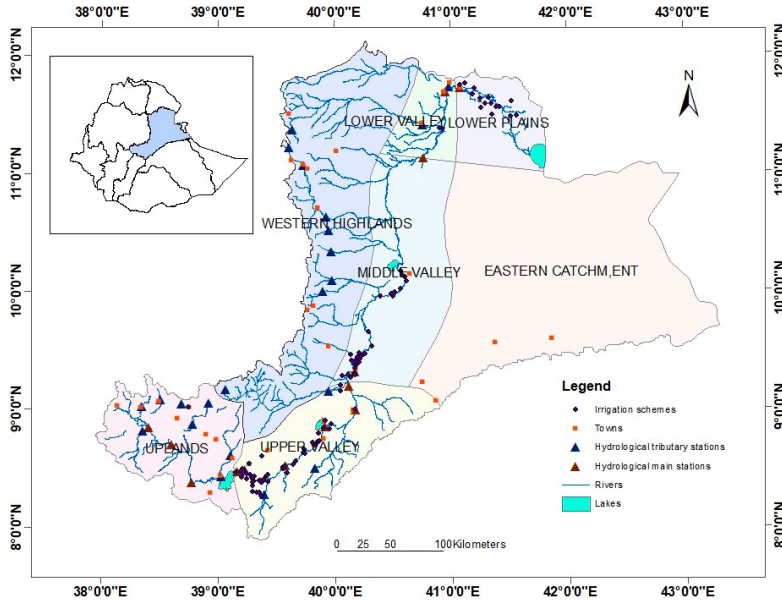 38°0'0"E 39°0'0"E 40°0'0"E 41°0'0"E 42°0'0"E 43°0'0"E
12°0'0"N 12°0'0"N
N
LOWER VALLEY LOWER PLAINS
11°0'0"N 11°0'0"N
WESTERN HIGHLANDS
MIDDLE VALLEY EASTERN CATCHM,ENT
10°0'0"N 10°0'0"N
Legend
Irrigation schemes
Towns
Hydrological tributary stations
Hydrological main stations
Rivers
Lakes
9°0'0"N 9°0'0"N
UPLANDS UPPER VALLEY
8°0'0"N 8°0'0"N
0 25 50 100 Kilometers
38°0'0"E 39°0'0"E 40°0'0"E 41°0'0"E 42°0'0"E 43°0'0"E